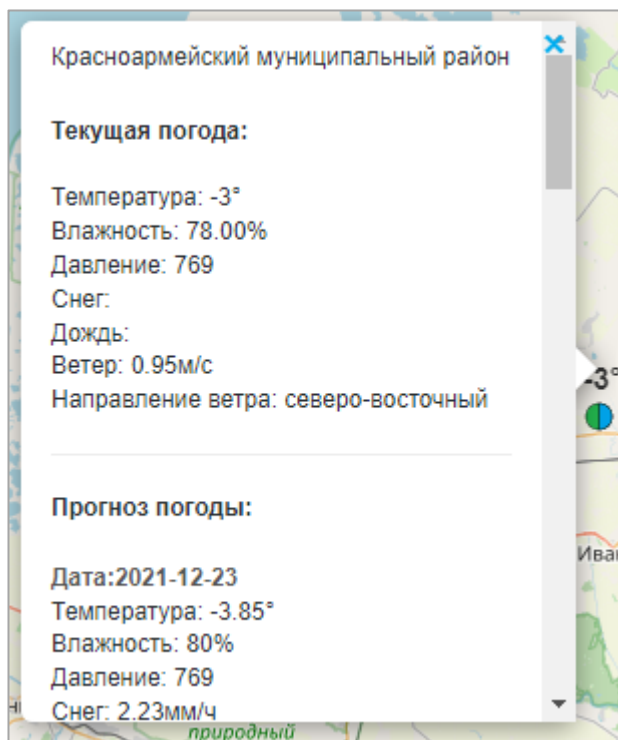 Красноармейский муниципальный район
Текущая погода:
Температура: -3°
Влажность: 78.00%
Давление: 769
Снег:
Дождь:
Ветер: 0.95м/с
Направление ветра: северо-восточный
-3°
Прогноз погоды:
Дата:2021-12-23
Температура: -3.85°
Влажность: 80%
Давление: 769
Снег: 2.23мм/ч
природный